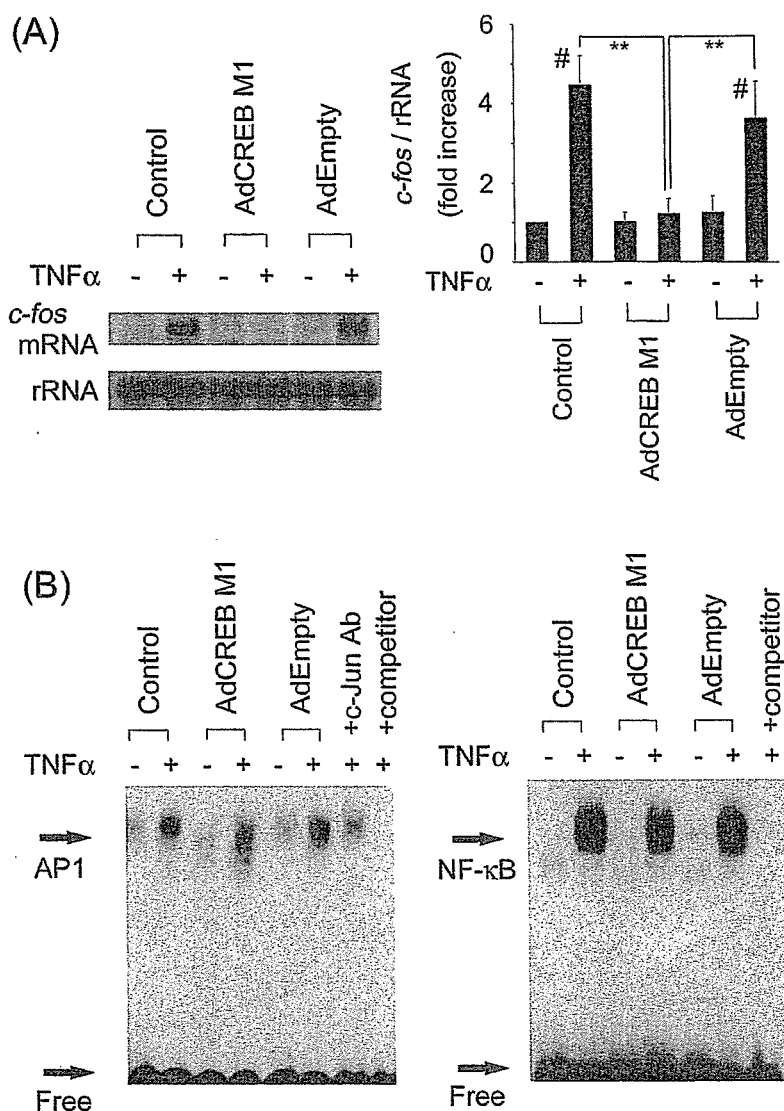 (A)
Control
AdCREB M1
AdEmpty
TNFα - + - + - +
c-fos
mRNA
rRNA
c-fos / rRNA
(fold increase)
6
4
2
0
#
**
**
#
TNFα - + - + - +
Control
AdCREB M1
AdEmpty
(B)
Control
AdCREB M1
AdEmpty
+c-Jun Ab
+competitor
TNFα - + - + - + + +
AP1
Free
Control
AdCREB M1
AdEmpty
+competitor
TNFα - + - + - + +
NF-κB
Free